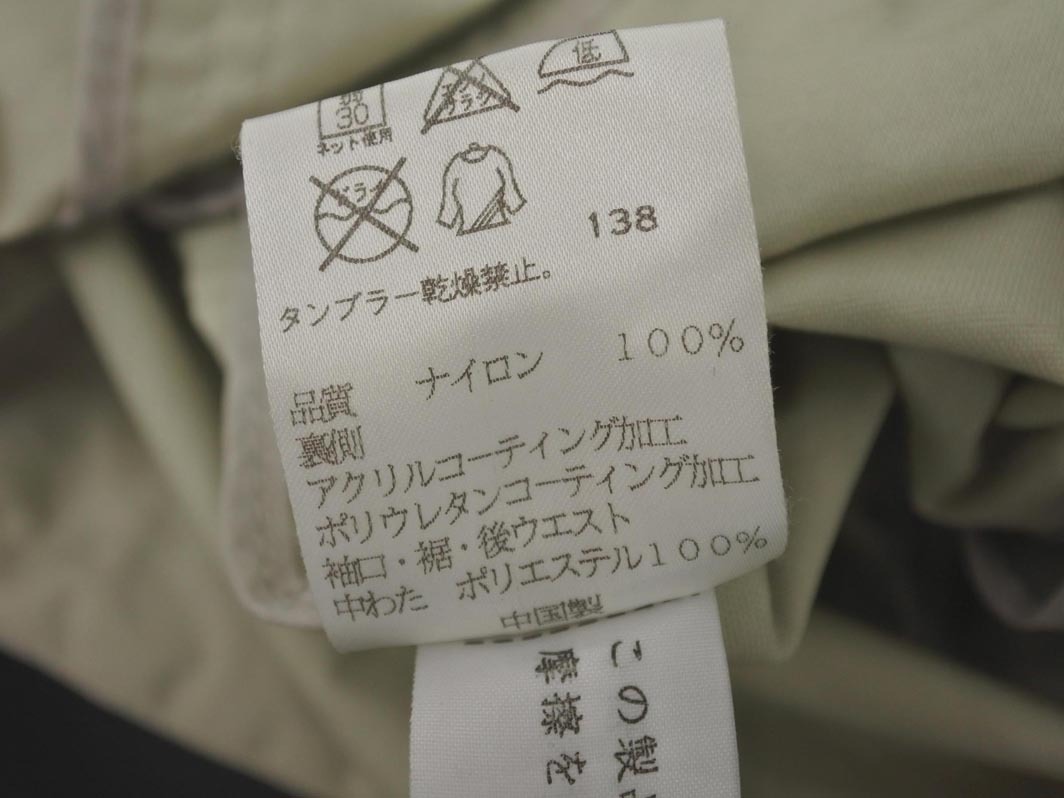 30
低
ネット使用
ドライ
138
タンブラー乾燥禁止。
品質 ナイロン 100%
裏側
アクリルコーティング加工
ポリウレタンコーティング加工
袖口・裾・後ウエスト
中わた ポリエステル100%
中国製
この製
摩擦を